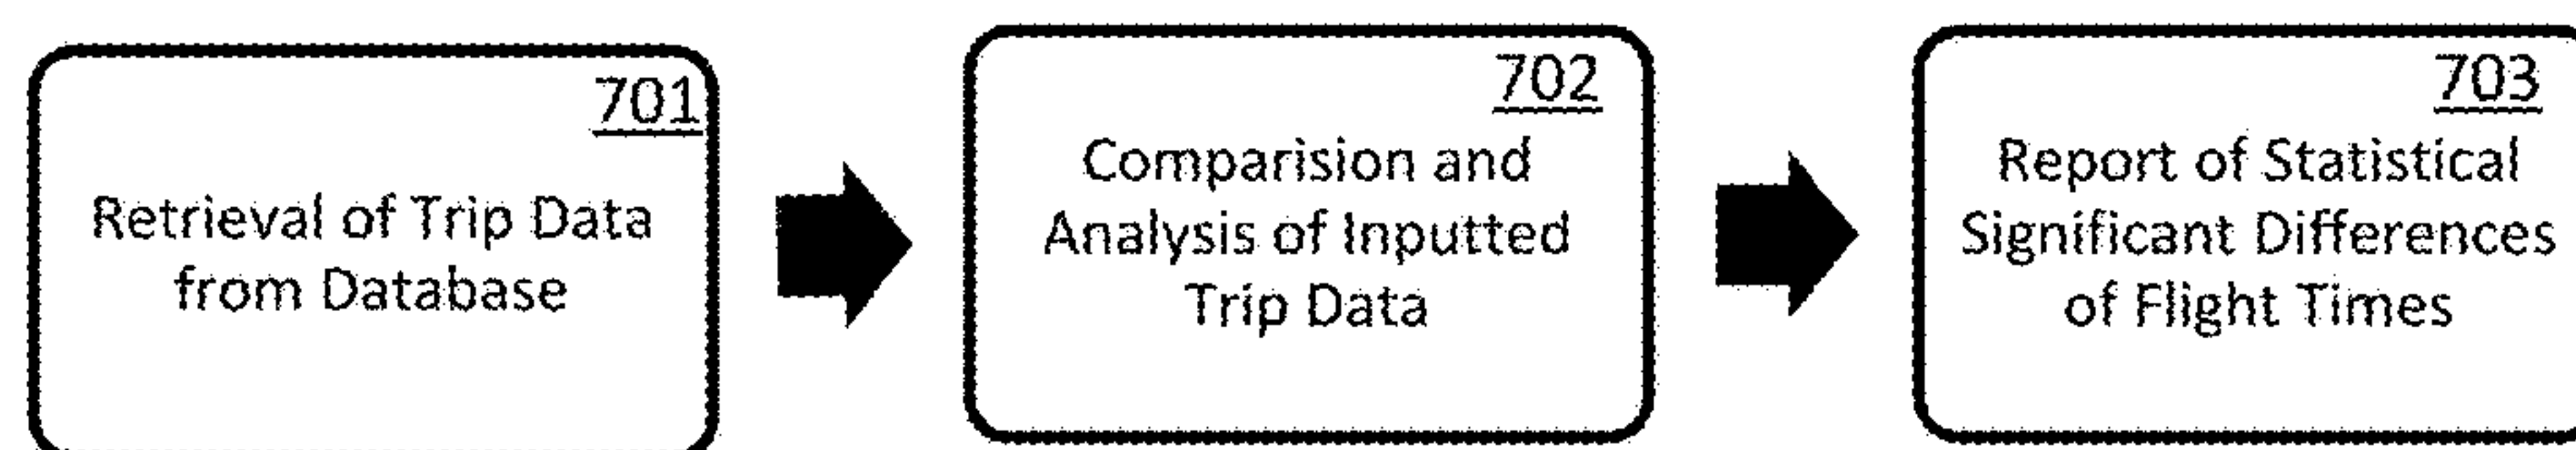 701
Retrieval of Trip Data
from Database
702
Comparision and
Analysis of Inputted
Trip Data
703
Report of Statistical
Significant Differences
of Flight Times